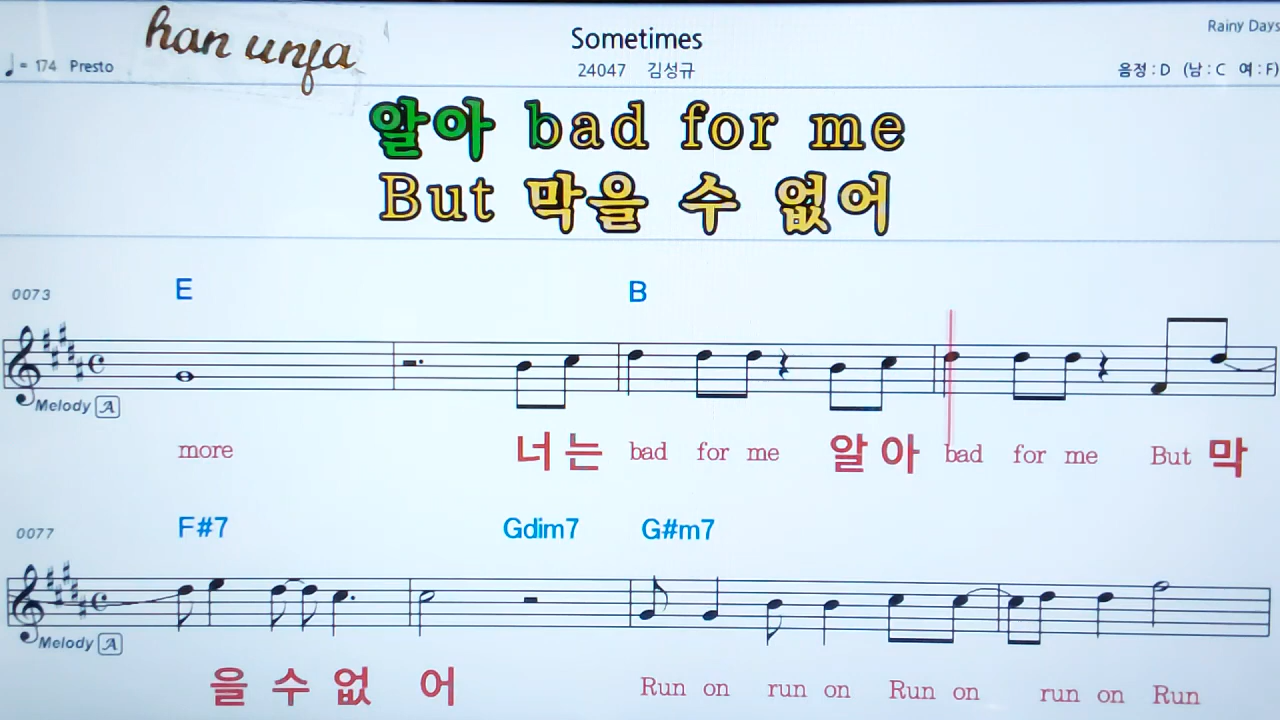 han unfa
Sometimes
Rainy Days
♩= 174 Presto
24047 김성규
음정 : D (남 : C 여 : F)
알아 bad for me
But 막을 수 없어
0073
E B
Melody A
more 너 는 bad for me 알 아 bad for me But 막
0077
F#7 Gdim7 G#m7
Melody A
을 수 없 어 Run on run on Run on run on Run